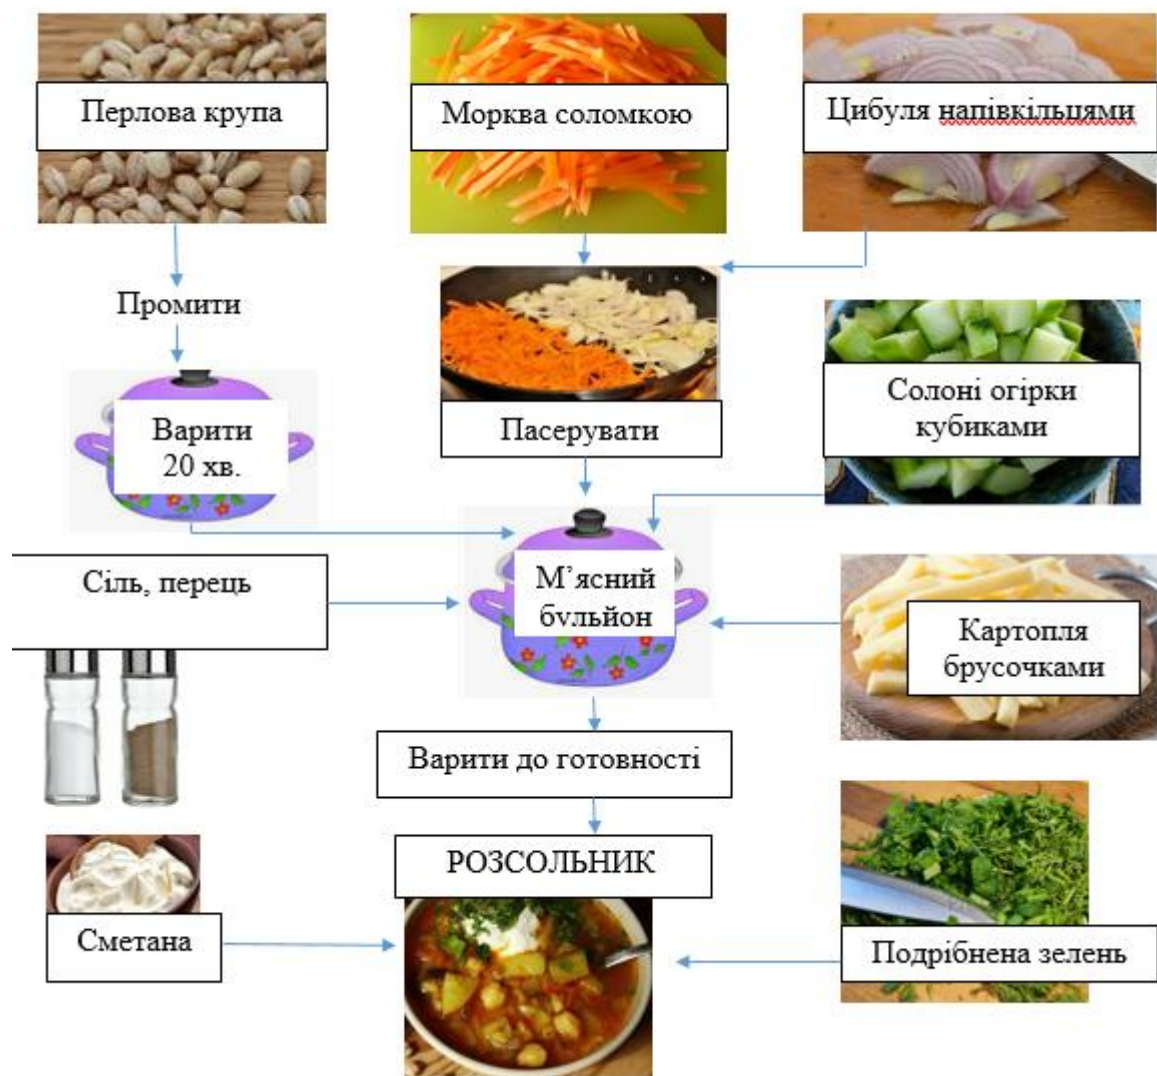 Перлова крупа
Морквa соломкою
Цибуля напівкільцями
Промити
Солоні огірки
кубиками
Варити
20 хв.
Пасерувати
Сіль, перець
М’ясний
бульйон
Картопля
брусочками
Варити до готовності
РОЗСОЛЬНИК
Сметана
Подрібнена зелень